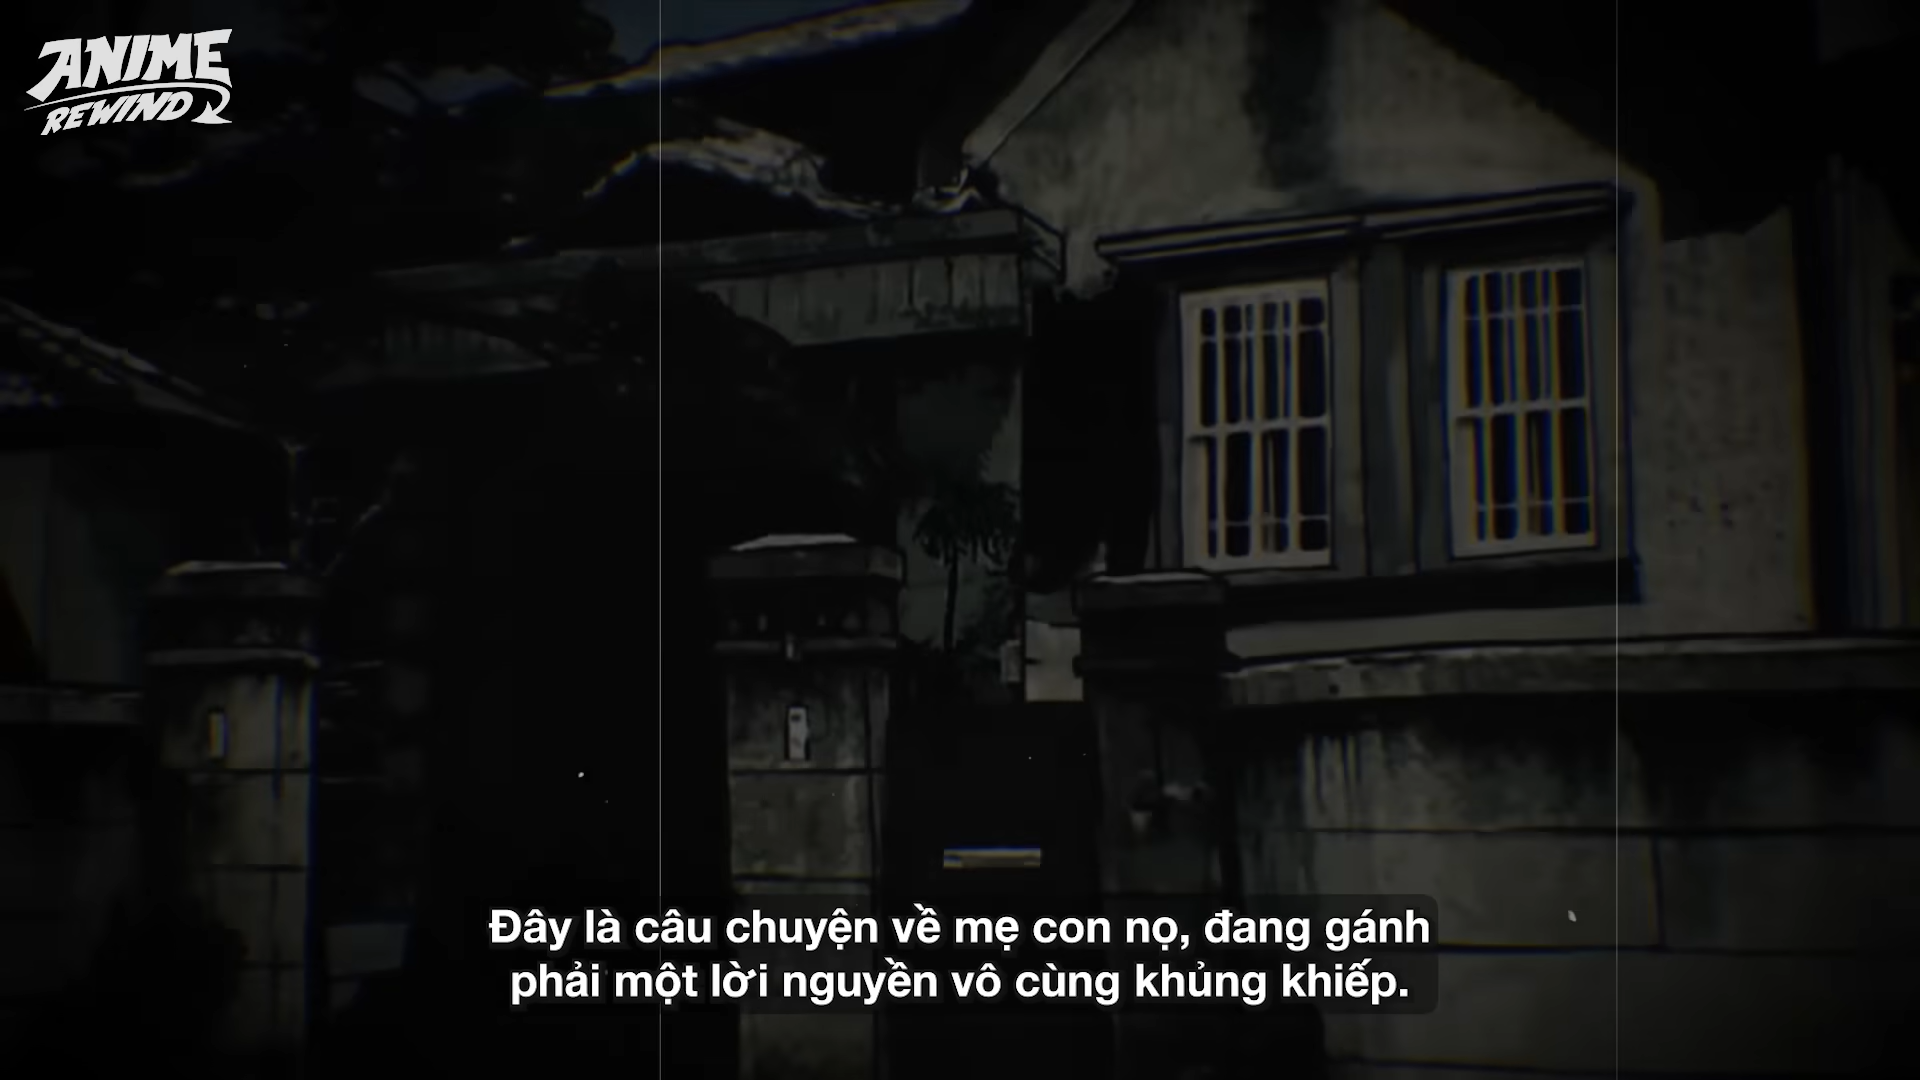 ANIME
REWIND
Đây là câu chuyện về mẹ con nọ, đang gánh
phải một lời nguyền vô cùng khủng khiếp.